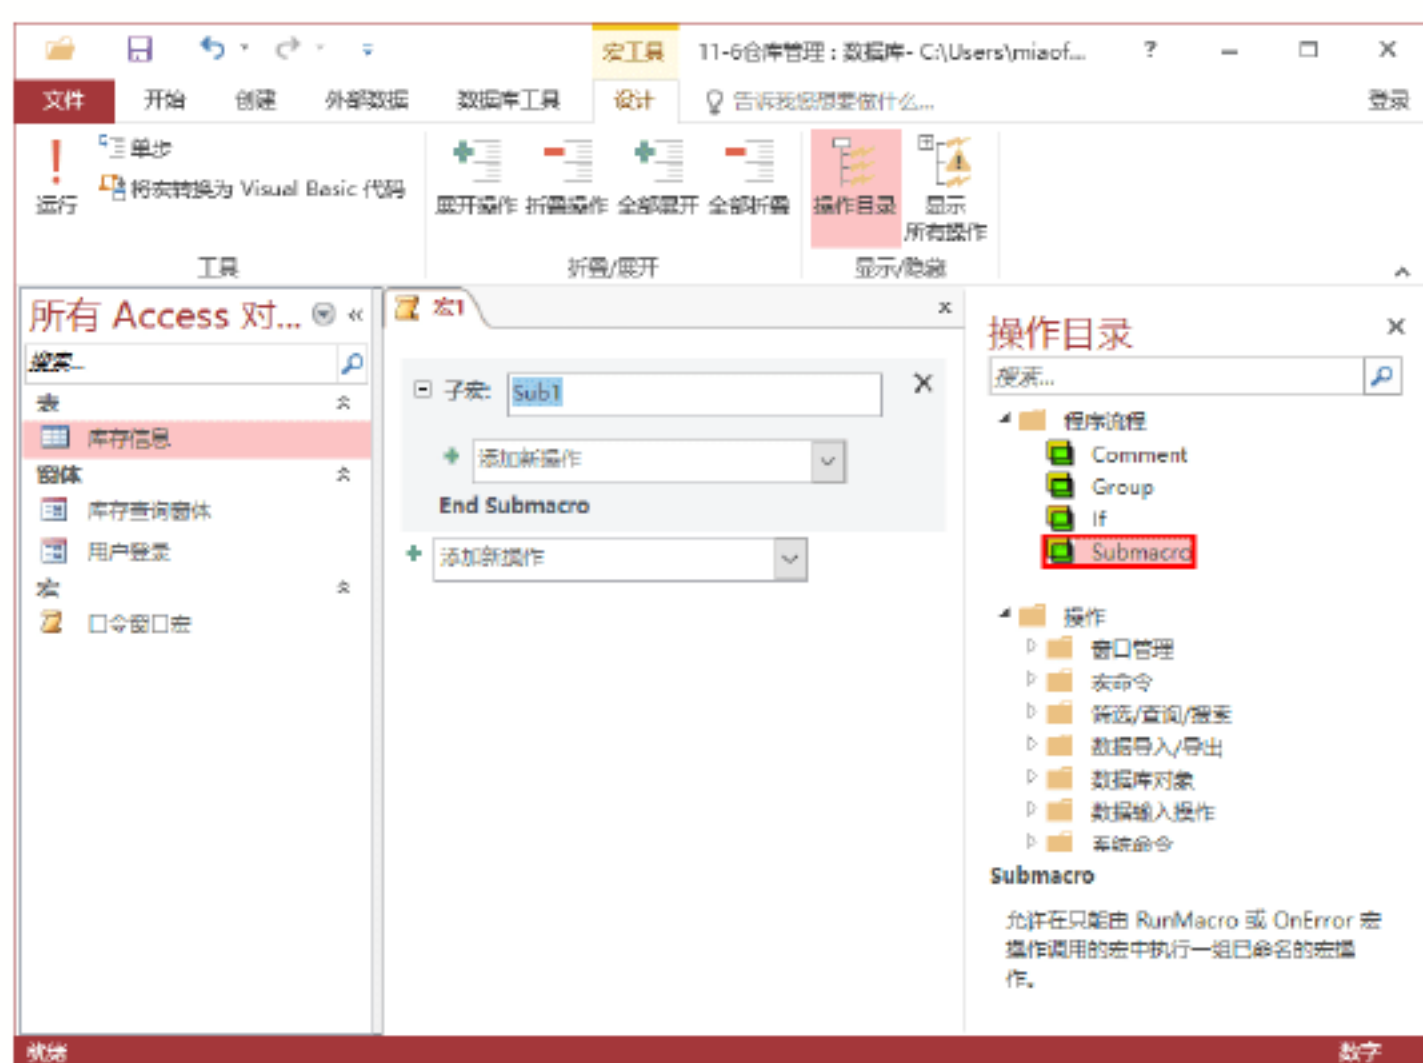 宏工具 11-6仓库管理：数据库- C:\Users\miaof... ?
文件 开始 创建 外部数据 数据库工具 设计 告诉我您想要做什么... 登录
运行
单步
将宏转换为 Visual Basic 代码
工具
展开操作 折叠操作 全部展开 全部折叠
折叠/展开
操作目录
显示
所有操作
显示/隐藏
所有 Access 对... «
搜索...
表
库存信息
窗体
库存查询窗体
用户登录
宏
口令窗口宏
宏1
子宏: Sub1
添加新操作
End Submacro
添加新操作
操作目录
搜索...
程序流程
Comment
Group
If
Submacro
操作
窗口管理
宏命令
筛选/查询/搜索
数据导入/导出
数据库对象
数据输入操作
系统命令
Submacro
允许在只能由 RunMacro 或 OnError 宏
操作调用的宏中执行一组已命名的宏操
作。
就绪 数字